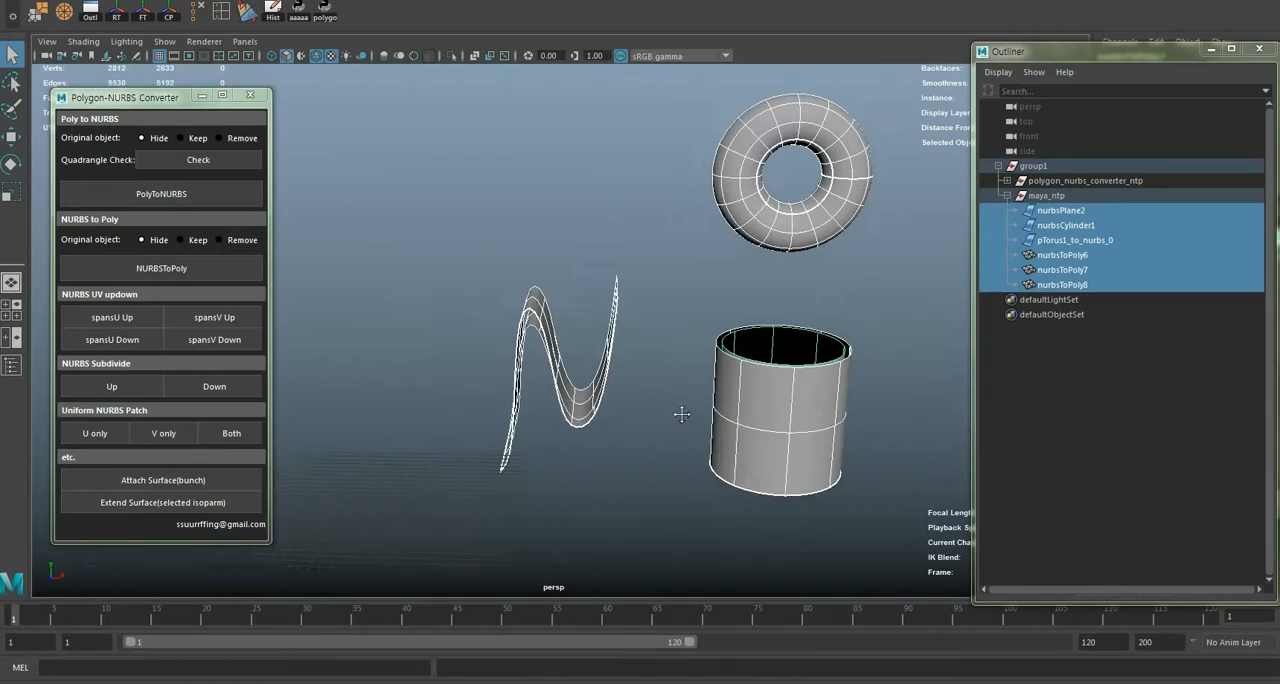 Outl RT FT CP Hist aaaaa polygo
View Shading Lighting Show Renderer Panels
0.00 1.00 sRGB gamma
Verts: 2812 2633 0
Edges: 5530 5192 0
Backfaces:
Smoothness:
Instance:
Display Layer
Distance From
Selected Obje
Polygon-NURBS Converter
Poly to NURBS
Original object: Hide Keep Remove
Quadrangle Check: Check
PolyToNURBS
NURBS to Poly
Original object: Hide Keep Remove
NURBSToPoly
NURBS UV updown
spansU Up spansV Up
spansU Down spansV Down
NURBS Subdivide
Up Down
Uniform NURBS Patch
U only V only Both
etc.
Attach Surface(bunch)
Extend Surface(selected isoparm)
ssuurrffing@gmail.com
Focal Length
Playback Sp
Current Cha
IK Blend:
Frame:
persp
Outliner
Display Show Help
Search...
persp
top
front
side
group1
polygon_nurbs_converter_ntp
maya_ntp
nurbsPlane2
nurbsCylinder1
pTorus1_to_nurbs_0
nurbsToPoly6
nurbsToPoly7
nurbsToPoly8
defaultLightSet
defaultObjectSet
5 10 15 20 25 30 35 40 45 50 55 60 65 70 75 80 85 90 95 100 105 110 115 120
1 1
1 1 1 120 120 200 No Anim Layer
MEL